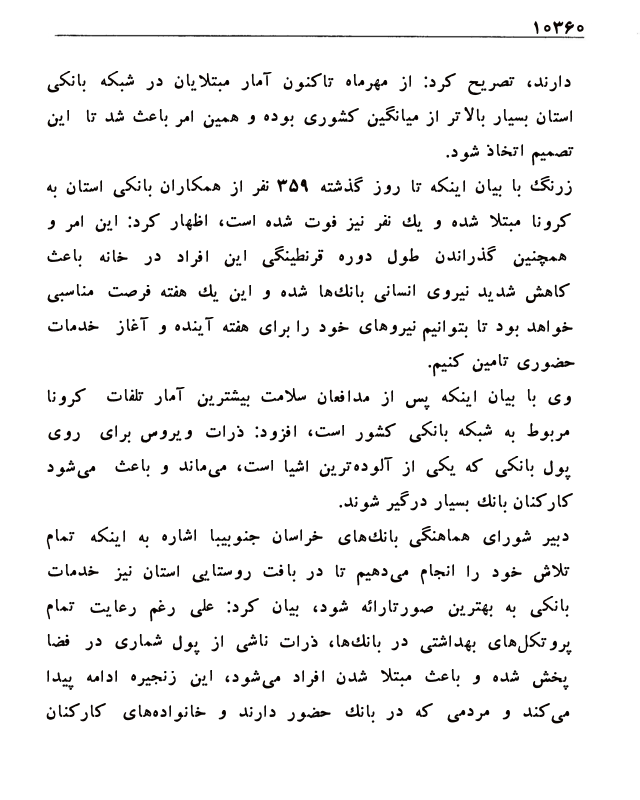 ۱۰۳۶۰
دارند، تصریح کرد: از مهرماه تاکنون آمار مبتلایان در شبکه بانکی
استان بسیار بالاتر از میانگین کشوری بوده و همین امر باعث شد تا این
تصمیم اتخاذ شود.
زرنگ با بیان اینکه تا روز گذشته ۳۵۹ نفر از همکاران بانکی استان به
کرونا مبتلا شده و یك نفر نیز فوت شده است، اظهار کرد: این امر و
همچنین گذراندن طول دوره قرنطینگی این افراد در خانه باعث
کاهش شدید نیروی انسانی بانك‌ها شده و این یك هفته فرصت مناسبی
خواهد بود تا بتوانیم نیروهای خود را برای هفته آینده و آغاز خدمات
حضوری تامین کنیم.
وی با بیان اینکه پس از مدافعان سلامت بیشترین آمار تلفات کرونا
مربوط به شبکه بانکی کشور است، افزود: ذرات ویروس برای روی
پول بانکی که یکی از آلوده‌ترین اشیا است، می‌ماند و باعث می‌شود
کارکنان بانك بسیار درگیر شوند.
دبیر شورای هماهنگی بانك‌های خراسان جنوبیبا اشاره به اینکه تمام
تلاش خود را انجام می‌دهیم تا در بافت روستایی استان نیز خدمات
بانکی به بهترین صورتارائه شود، بیان کرد: علی رغم رعایت تمام
پروتکل‌های بهداشتی در بانك‌ها، ذرات ناشی از پول شماری در فضا
پخش شده و باعث مبتلا شدن افراد می‌شود، این زنجیره ادامه پیدا
می‌کند و مردمی که در بانك حضور دارند و خانواده‌های کارکنان